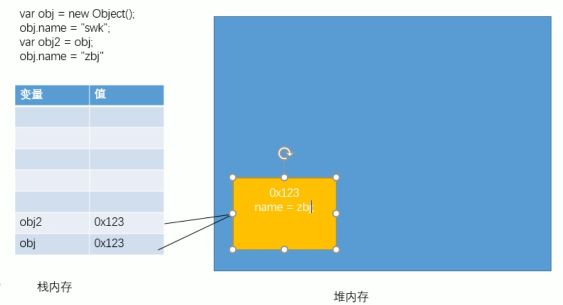 var obj = new Object();
obj.name = "swk";
var obj2 = obj;
obj.name = "zbj"
变量 值
obj2 0x123
obj 0x123
0x123
name = zbj
栈内存
堆内存